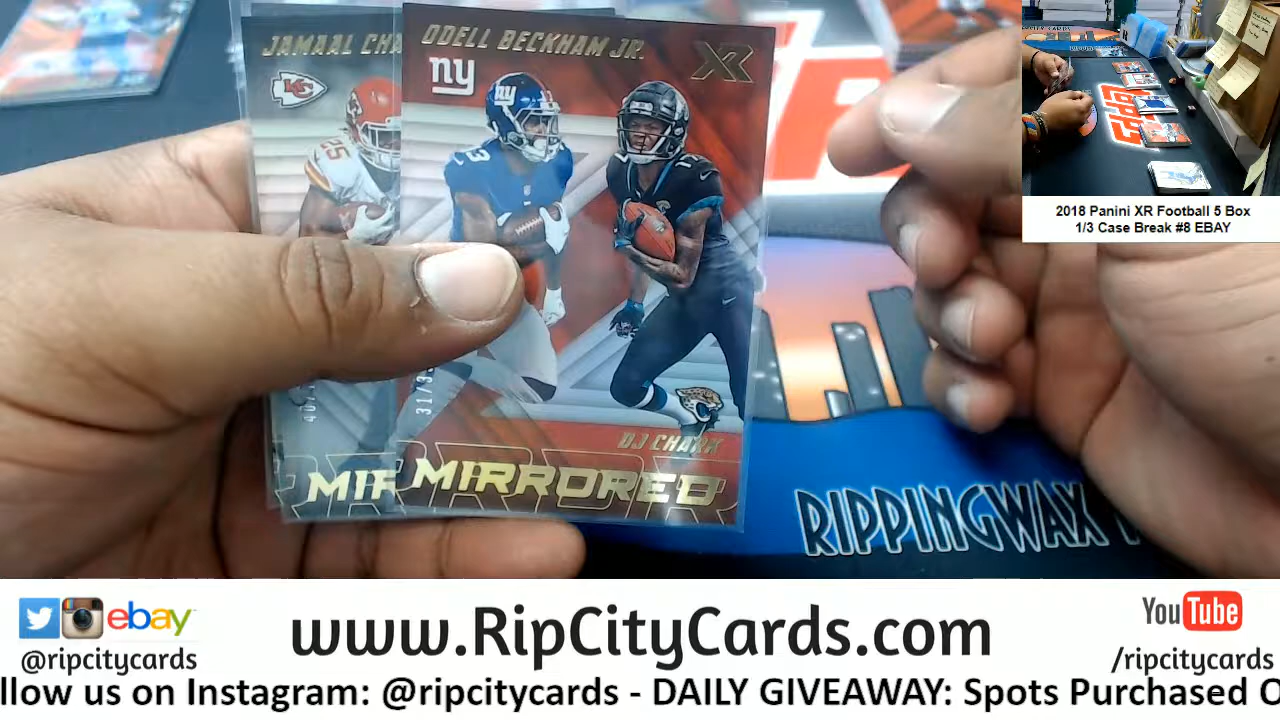 JAMAAL CHA
ODELL BECKHAM JR.
XR
ny
KC
25
DJ CHARK
MIR
MIRRORED
RIPPINGWAX
2018 Panini XR Football 5 Box
1/3 Case Break #8 EBAY
ebay
@ripcitycards
www.RipCityCards.com
YouTube
/ripcitycards
llow us on Instagram: @ripcitycards - DAILY GIVEAWAY: Spots Purchased O